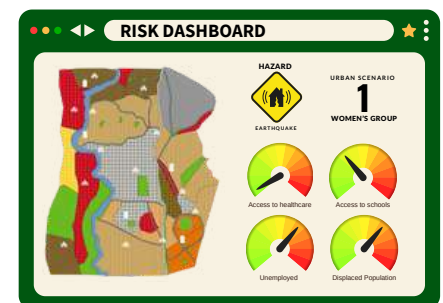 RISK DASHBOARD
HAZARD
EARTHQUAKE
URBAN SCENARIO
1
WOMEN'S GROUP
Access to healthcare
Access to schools
Unemployed
Displaced Population